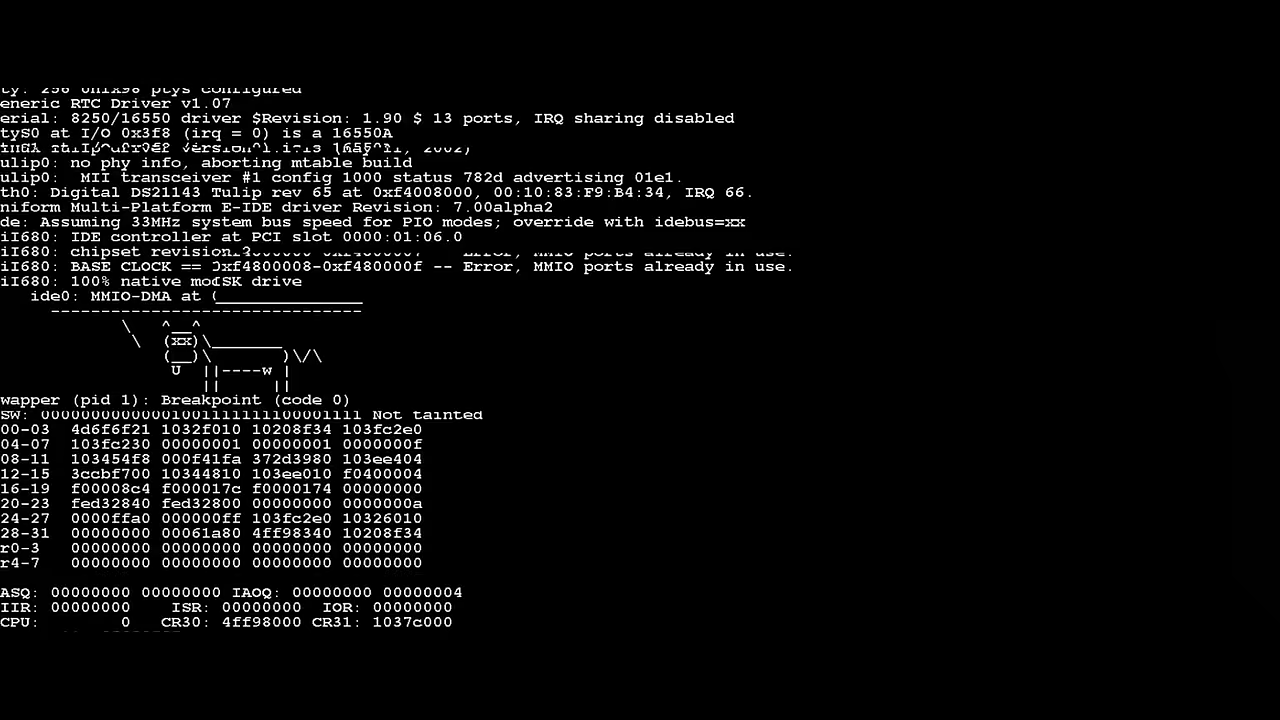 ty: 256 Unix98 ptys configured
eneric RTC Driver v1.07
erial: 8250/16550 driver $Revision: 1.90 $ 13 ports, IRQ sharing disabled
tyS0 at I/O 0x3f8 (irq = 0) is a 16550A
2002)
ulip0: no phy info, aborting mtable build
ulip0:  MII transceiver #1 config 1000 status 782d advertising 01e1.
th0: Digital DS21143 Tulip rev 65 at 0xf4008000, 00:10:83:F9:B4:34, IRQ 66.
niform Multi-Platform E-IDE driver Revision: 7.00alpha2
de: Assuming 33MHz system bus speed for PIO modes; override with idebus=xx
iI680: IDE controller at PCI slot 0000:01:06.0
iI680: chipset revision -- Error, MMIO ports already in use.
iI680: BASE CLOCK == 0xf4800008-0xf480000f -- Error, MMIO ports already in use.
iI680: 100% native moSK drive
ide0: MMIO-DMA at (_______________
-------------------------------
\   ^__^
\  (xx)\_______
(__)\       )\/\
U  ||----w |
||     ||
wapper (pid 1): Breakpoint (code 0)
SW: 00000000000001001111111100001111 Not tainted
00-03  4d6f6f21 1032f010 10208f34 103fc2e0
04-07  103fc230 00000001 00000001 0000000f
08-11  103454f8 000f41fa 372d3980 103ee404
12-15  3ccbf700 10344810 103ee010 f0400004
16-19  f00008c4 f000017c f0000174 00000000
20-23  fed32840 fed32800 00000000 0000000a
24-27  0000ffa0 000000ff 103fc2e0 10326010
28-31  00000000 00061a80 4ff98340 10208f34
r0-3   00000000 00000000 00000000 00000000
r4-7   00000000 00000000 00000000 00000000
ASQ: 00000000 00000000 IAOQ: 00000000 00000004
IIR: 00000000    ISR: 00000000  IOR: 00000000
CPU:        0   CR30: 4ff98000 CR31: 1037c000